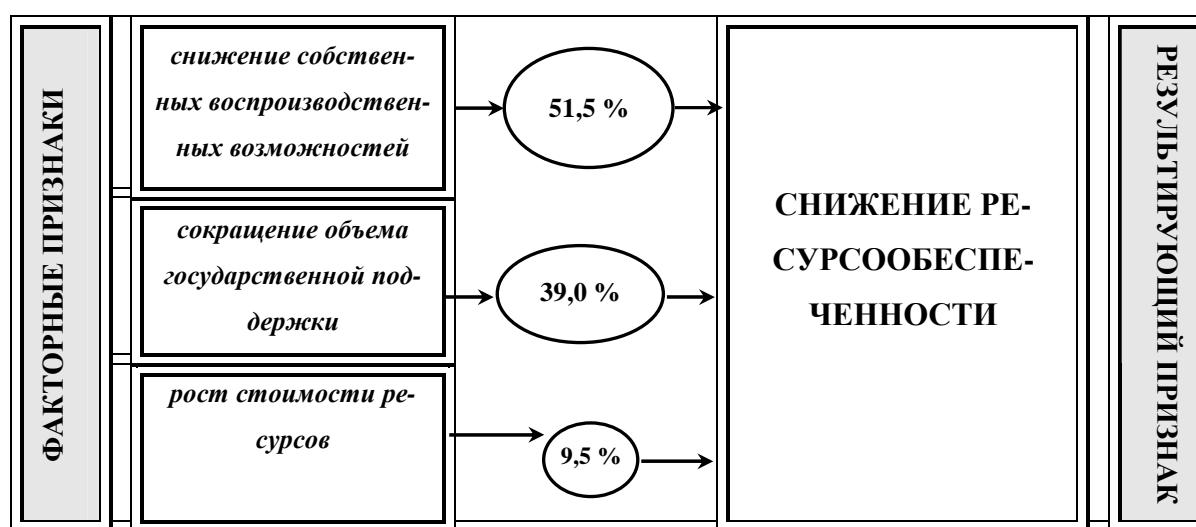 ФАКТОРНЫЕ ПРИЗНАКИ
снижение собствен-
ных воспроизводствен-
ных возможностей
51,5 %
сокращение объема
государственной под-
держки
39,0 %
рост стоимости ре-
сурсов
9,5 %
СНИЖЕНИЕ РЕ-
СУРСООБЕСПЕ-
ЧЕННОСТИ
РЕЗУЛЬТИРУЮЩИЙ ПРИЗНАК